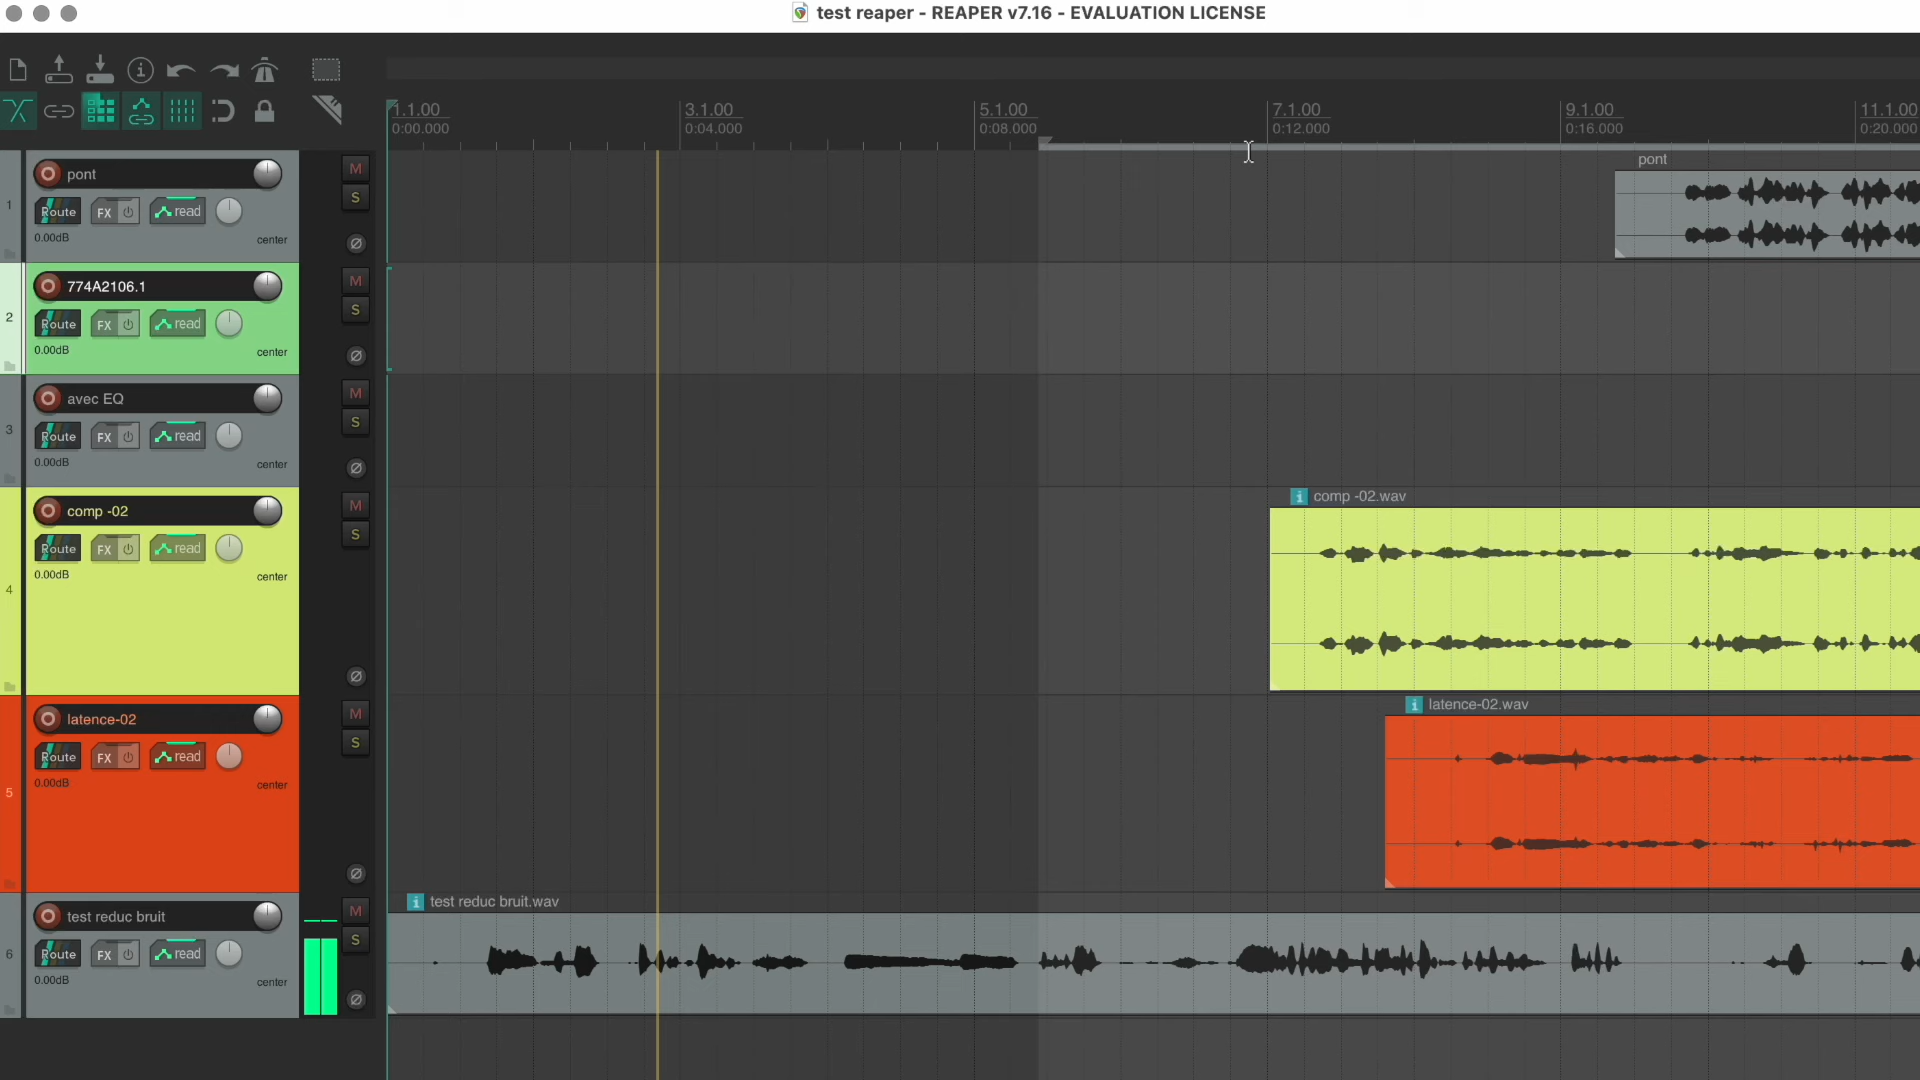 test reaper - REAPER v7.16 - EVALUATION LICENSE
1.1.00 3.1.00 5.1.00 7.1.00 9.1.00 11.1.00
0:00.000 0:04.000 0:08.000 0:12.000 0:16.000 0:20.000
pont
1 pont M
S
Route FX read
0.00dB center
2 774A2106.1 M
S
Route FX read
0.00dB center
3 avec EQ M
S
Route FX read
0.00dB center
i comp -02.wav
4 comp -02 M
S
Route FX read
0.00dB center
i latence-02.wav
5 latence-02 M
S
Route FX read
0.00dB center
i test reduc bruit.wav
6 test reduc bruit M
S
Route FX read
0.00dB center